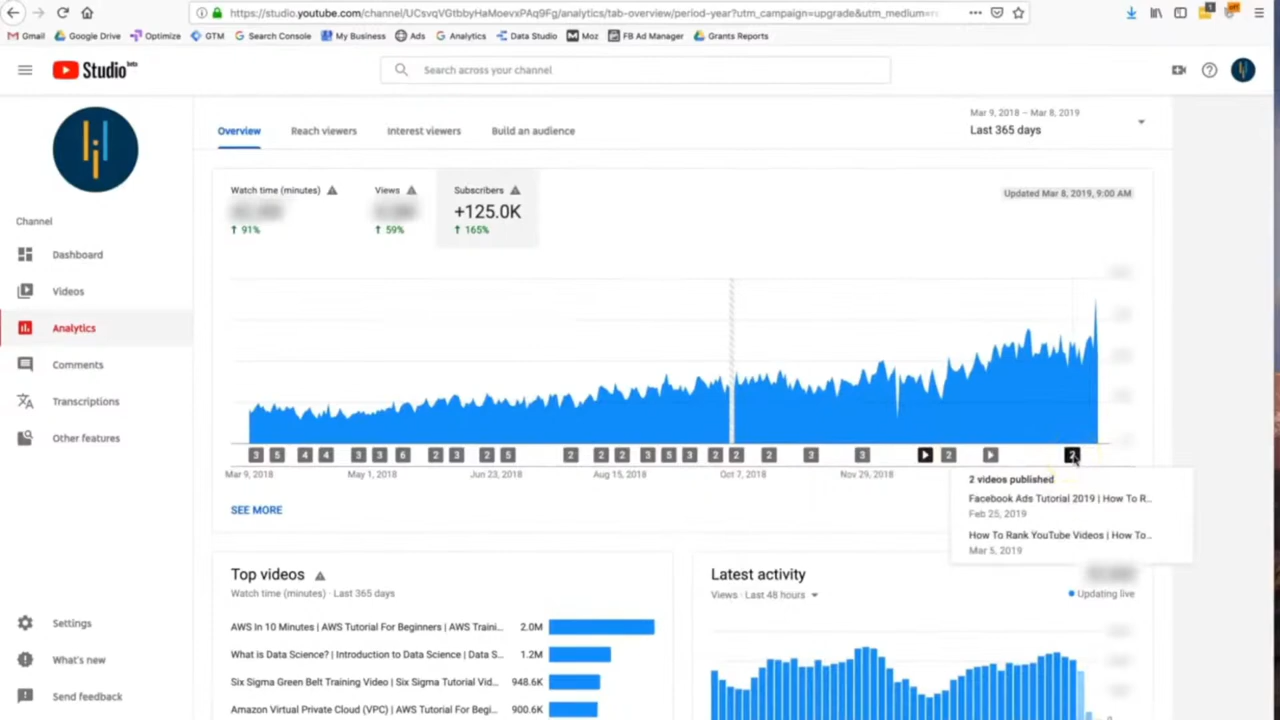 https://studio.youtube.com/channel/UCsvqVGtbbyHaMoevxPAq9Fg/analytics/tab-overview/period-year?utm_campaign=upgrade&utm_medium=
1
Gmail Google Drive Optimize GTM Search Console My Business Ads Analytics Data Studio Moz FB Ad Manager Grants Reports
Studio beta
Search across your channel
Mar 9, 2018 – Mar 8, 2019
Last 365 days
Overview Reach viewers Interest viewers Build an audience
Watch time (minutes) Views Subscribers
Updated Mar 8, 2019, 9:00 AM
+125.0K
91% 59% 165%
Channel
Dashboard
Videos
Analytics
Comments
Transcriptions
Other features
3 5 4 4 3 3 6 2 3 2 5 2 2 2 3 5 3 2 2 2 3 3 2 2
Mar 9, 2018 May 1, 2018 Jun 23, 2018 Aug 15, 2018 Oct 7, 2018 Nov 29, 2018
2 videos published
Facebook Ads Tutorial 2019 | How To R...
Feb 25, 2019
How To Rank YouTube Videos | How To...
Mar 5, 2019
SEE MORE
Top videos
Watch time (minutes) · Last 365 days
AWS In 10 Minutes | AWS Tutorial For Beginners | AWS Traini... 2.0M
What is Data Science? | Introduction to Data Science | Data S... 1.2M
Six Sigma Green Belt Training Video | Six Sigma Tutorial Vid... 948.6K
Amazon Virtual Private Cloud (VPC) | AWS Tutorial For Begi... 900.6K
Latest activity
Views · Last 48 hours
Updating live
0
Settings
What's new
Send feedback